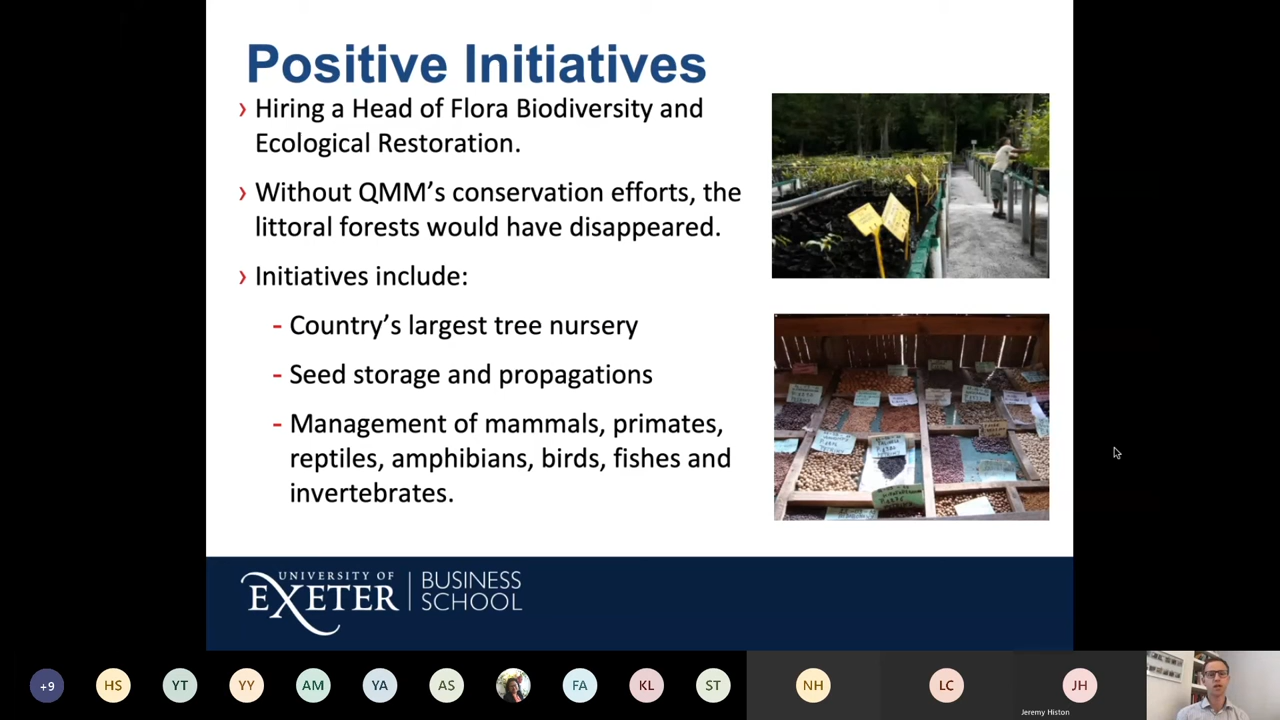 Positive Initiatives
› Hiring a Head of Flora Biodiversity and
Ecological Restoration.
› Without QMM’s conservation efforts, the
littoral forests would have disappeared.
› Initiatives include:
- Country’s largest tree nursery
- Seed storage and propagations
- Management of mammals, primates,
reptiles, amphibians, birds, fishes and
invertebrates.
UNIVERSITY OF
EXETER
BUSINESS
SCHOOL
+9
HS
YT
YY
AM
YA
AS
FA
KL
ST
NH
LC
JH
Jeremy Histon